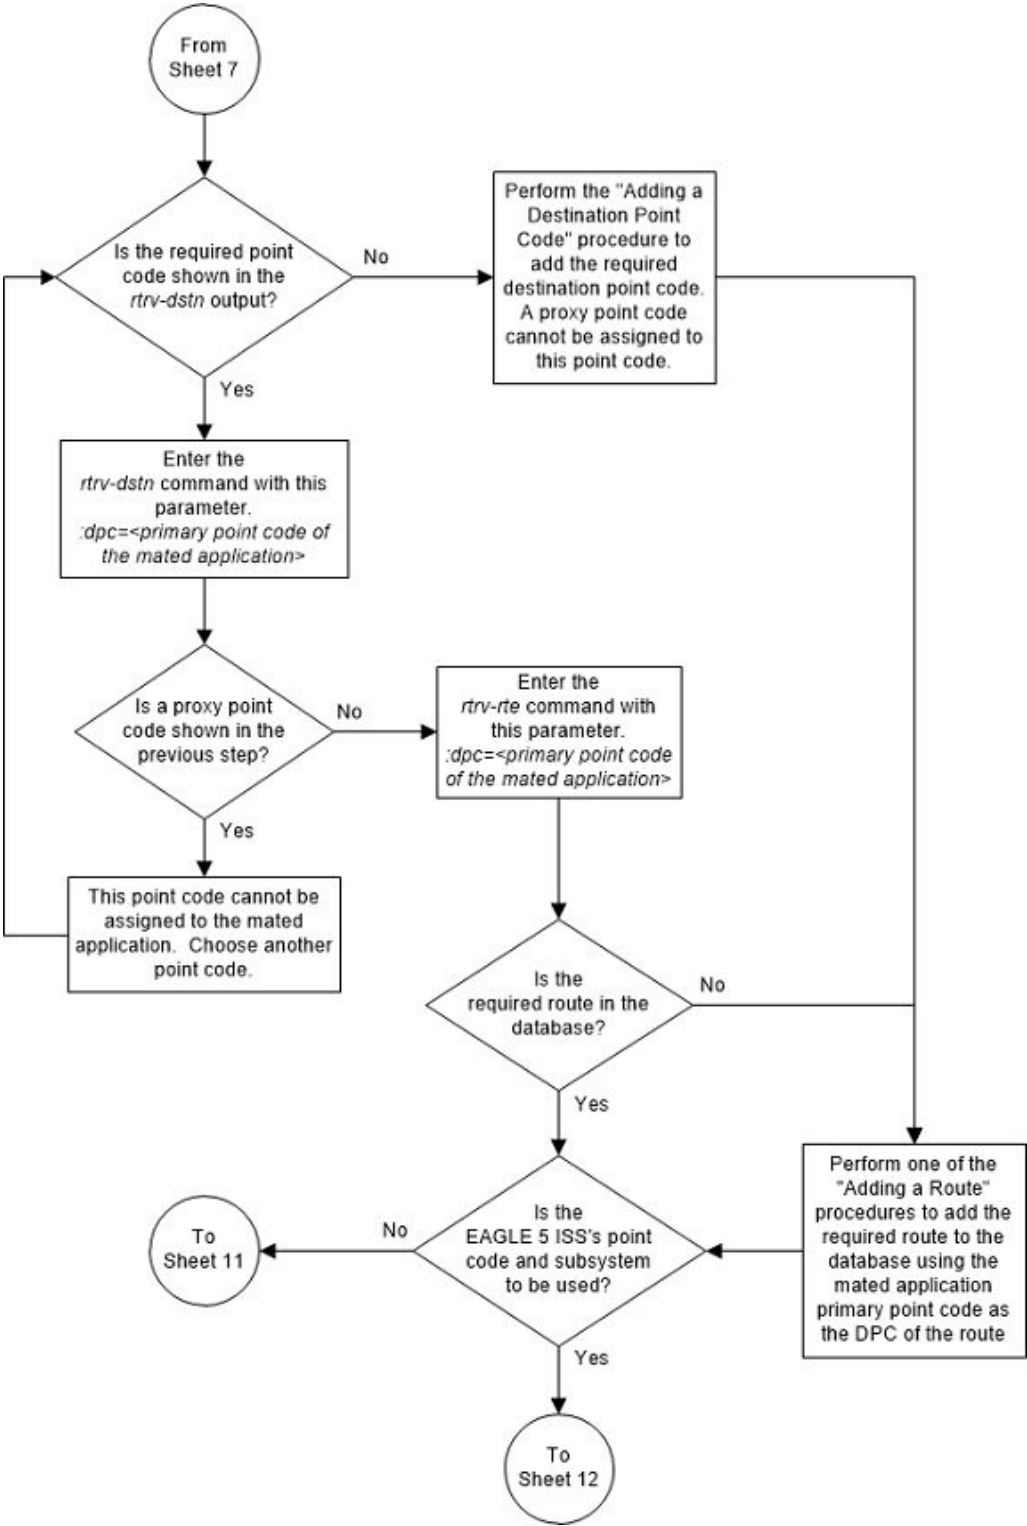 From
Sheet 7
Is the required point
code shown in the
rtrv-dstn output?
No
Perform the "Adding a
Destination Point
Code" procedure to
add the required
destination point code.
A proxy point code
cannot be assigned to
this point code.
Yes
Enter the
rtrv-dstn command with this
parameter.
:dpc=<primary point code of
the mated application>
Is a proxy point
code shown in the
previous step?
No
Enter the
rtrv-rte command with
this parameter.
:dpc=<primary point code
of the mated application>
Yes
This point code cannot be
assigned to the mated
application. Choose another
point code.
Is the
required route in the
database?
No
Yes
Perform one of the
"Adding a Route"
procedures to add the
required route to the
database using the
mated application
primary point code as
the DPC of the route
Is the
EAGLE 5 ISS's point
code and subsystem
to be used?
No
To
Sheet 11
Yes
To
Sheet 12